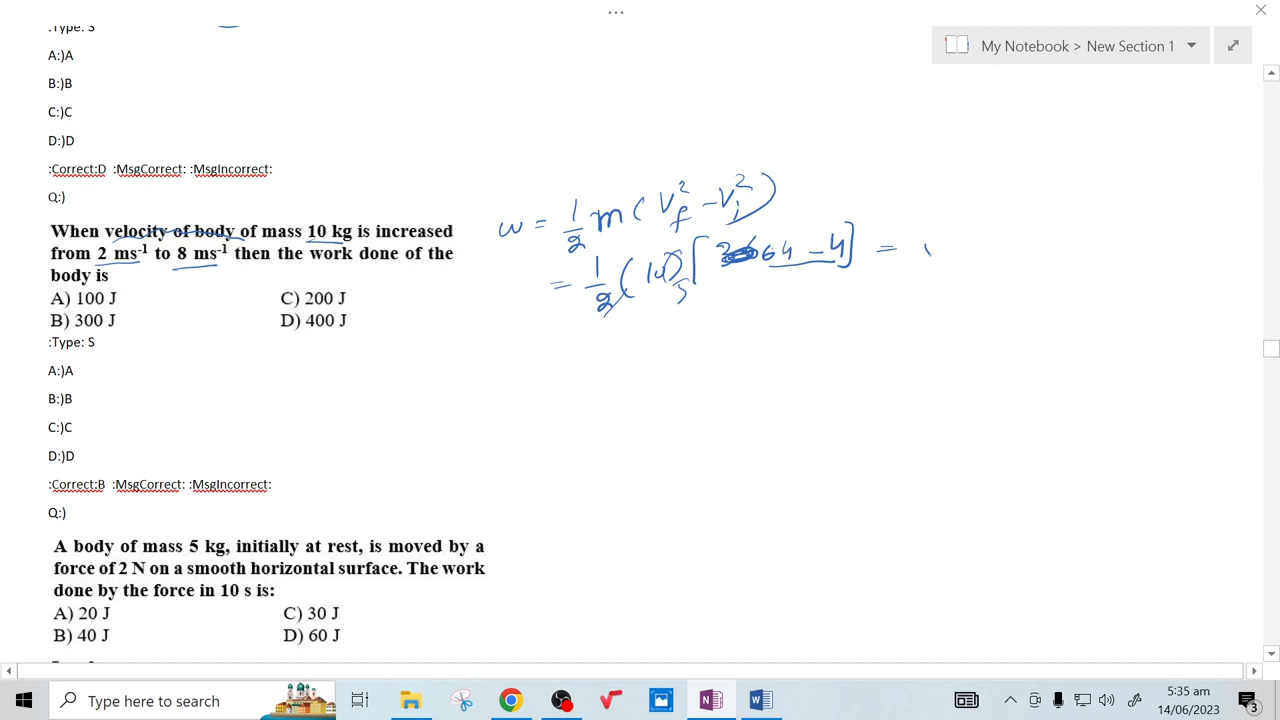 ...
My Notebook > New Section 1
:Type: S
A:)A
B:)B
C:)C
D:)D
:Correct:D :MsgCorrect: :MsgIncorrect:
Q:)
When velocity of body of mass 10 kg is increased
from 2 ms⁻¹ to 8 ms⁻¹ then the work done of the
body is
A) 100 J C) 200 J
B) 300 J D) 400 J
w = 1/2 m (Vf² - Vi²)
= 1/2 (10) 5 [64 - 4] =
:Type: S
A:)A
B:)B
C:)C
D:)D
:Correct:B :MsgCorrect: :MsgIncorrect:
Q:)
A body of mass 5 kg, initially at rest, is moved by a
force of 2 N on a smooth horizontal surface. The work
done by the force in 10 s is:
A) 20 J C) 30 J
B) 40 J D) 60 J
Type here to search
5:35 am
14/06/2023
3